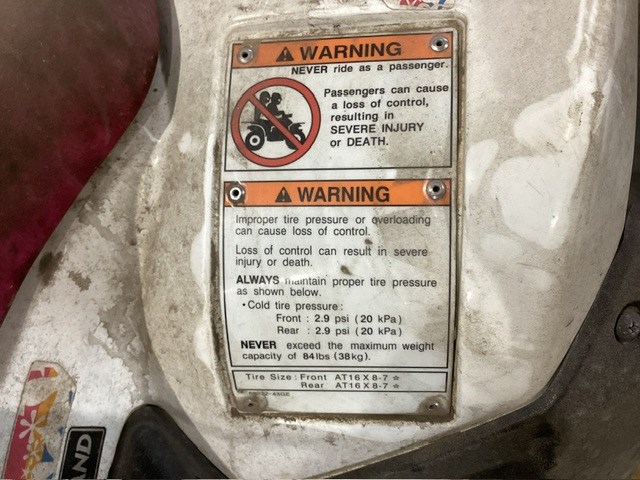 WARNING
NEVER ride as a passenger.
Passengers can cause
a loss of control,
resulting in
SEVERE INJURY
or DEATH.
WARNING
Improper tire pressure or overloading
can cause loss of control.
Loss of control can result in severe
injury or death.
ALWAYS maintain proper tire pressure
as shown below.
•Cold tire pressure:
Front : 2.9 psi (20 kPa)
Rear : 2.9 psi (20 kPa)
NEVER exceed the maximum weight
capacity of 84lbs (38kg).
Tire Size: Front AT16X8-7 ☆
Rear AT16X8-7 ☆
AND